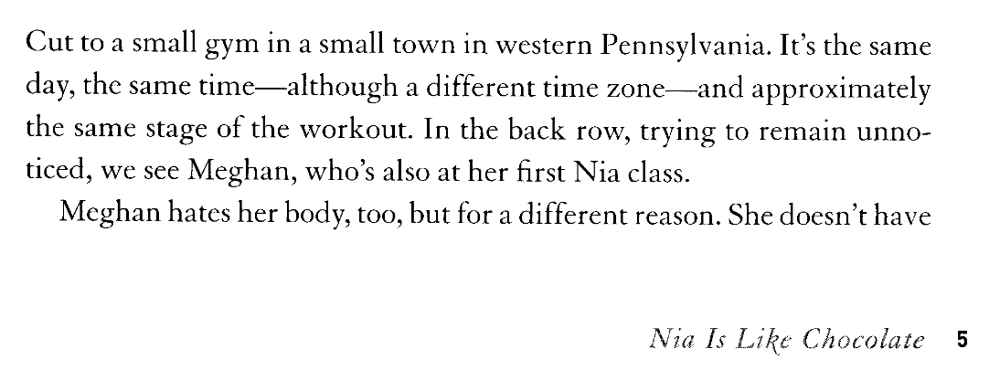 Cut to a small gym in a small town in western Pennsylvania. It's the same
day, the same time—although a different time zone—and approximately
the same stage of the workout. In the back row, trying to remain unno-
ticed, we see Meghan, who's also at her first Nia class.
Meghan hates her body, too, but for a different reason. She doesn't have
Nia Is Like Chocolate 5